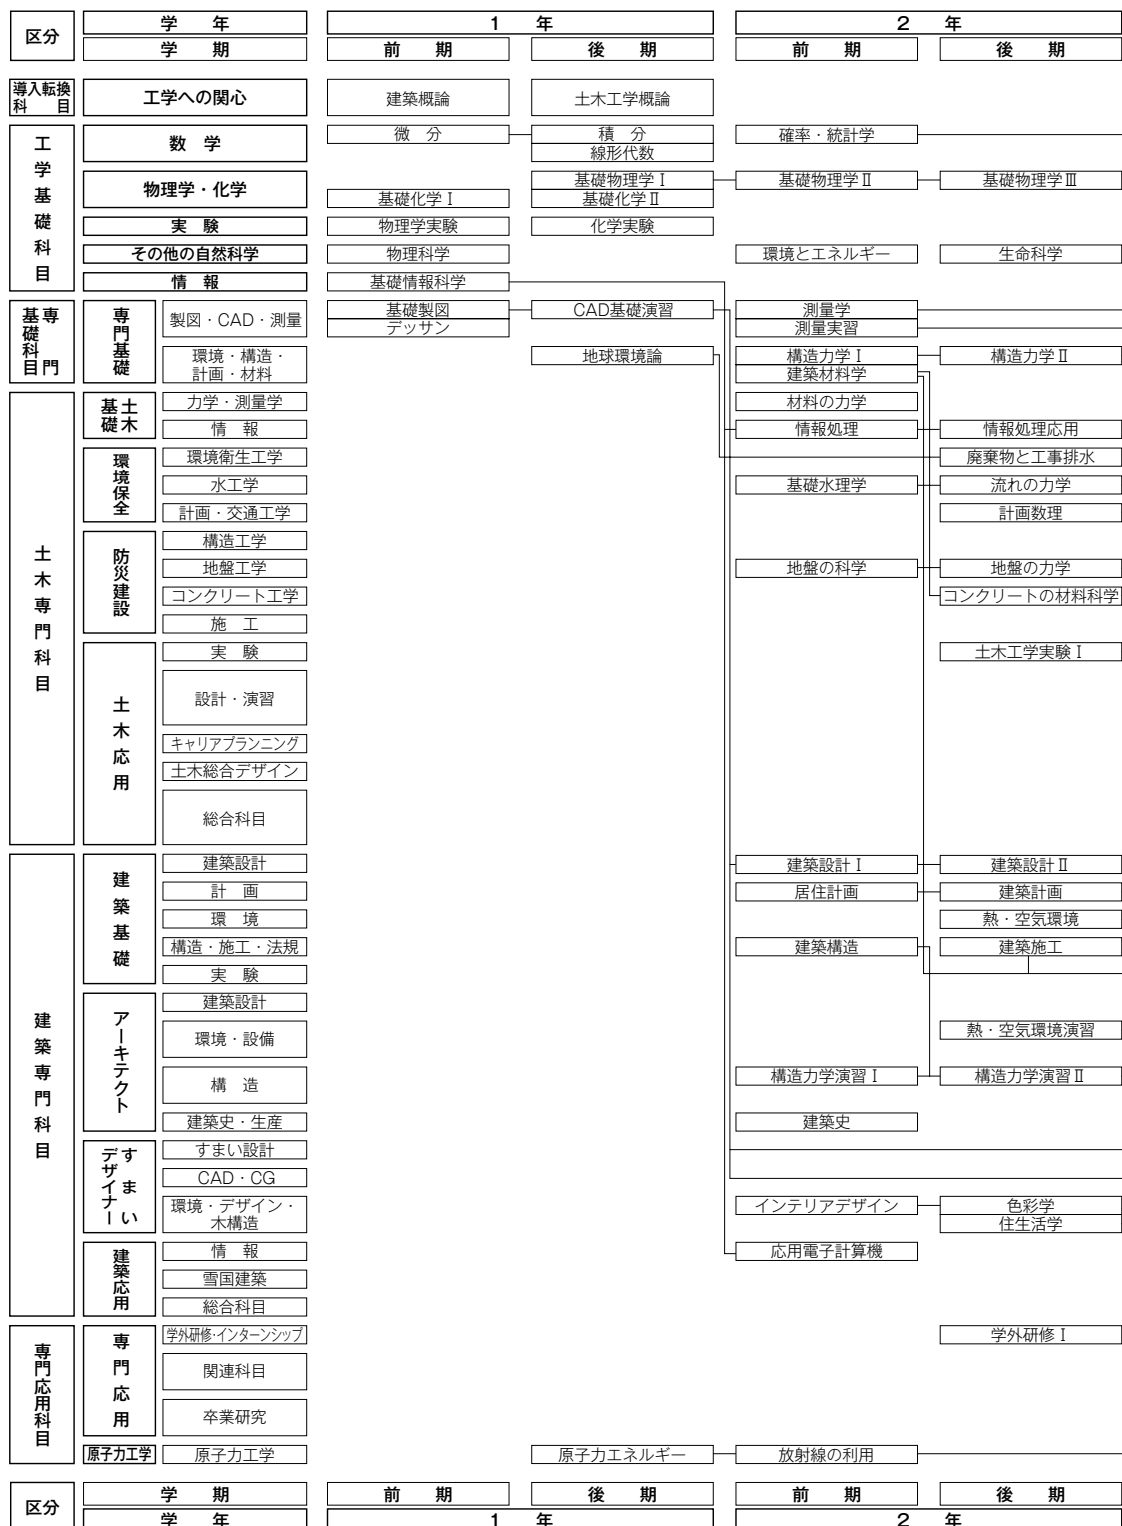 区分 学　年 1　年 2　年
学　期 前　期 後　期 前　期 後　期
導入転換科目 工学への関心 建築概論 土木工学概論
工学基礎科目 数　学 微　分 積　分 確率・統計学
線形代数
物理学・化学 基礎物理学Ⅰ 基礎物理学Ⅱ 基礎物理学Ⅲ
基礎化学Ⅰ 基礎化学Ⅱ
実　験 物理学実験 化学実験
その他の自然科学 物理科学 環境とエネルギー 生命科学
情　報 基礎情報科学
専門基礎科目 専門基礎 製図・CAD・測量 基礎製図 CAD基礎演習 測量学
デッサン 測量実習
環境・構造・計画・材料 地球環境論 構造力学Ⅰ 構造力学Ⅱ
建築材料学
土木専門科目 土木基礎 力学・測量学 材料の力学
情　報 情報処理 情報処理応用
環境保全 環境衛生工学 廃棄物と工事排水
水工学 基礎水理学 流れの力学
計画・交通工学 計画数理
防災建設 構造工学
地盤工学 地盤の科学 地盤の力学
コンクリート工学 コンクリートの材料科学
施　工
土木応用 実　験 土木工学実験Ⅰ
設計・演習
キャリアプランニング
土木総合デザイン
総合科目
建築専門科目 建築基礎 建築設計 建築設計Ⅰ 建築設計Ⅱ
計　画 居住計画 建築計画
環　境 熱・空気環境
構造・施工・法規 建築構造 建築施工
実　験
アーキテクト 建築設計
環境・設備 熱・空気環境演習
構　造 構造力学演習Ⅰ 構造力学演習Ⅱ
建築史・生産 建築史
すまいデザイナー すまい設計
CAD・CG
環境・デザイン・木構造 インテリアデザイン 色彩学
住生活学
建築応用 情　報 応用電子計算機
雪国建築
総合科目
専門応用科目 専門応用 学外研修・インターンシップ 学外研修Ⅰ
関連科目
卒業研究
原子力工学 原子力工学 原子力エネルギー 放射線の利用
区分 学　期 前　期 後　期 前　期 後　期
学　年 1　年 2　年